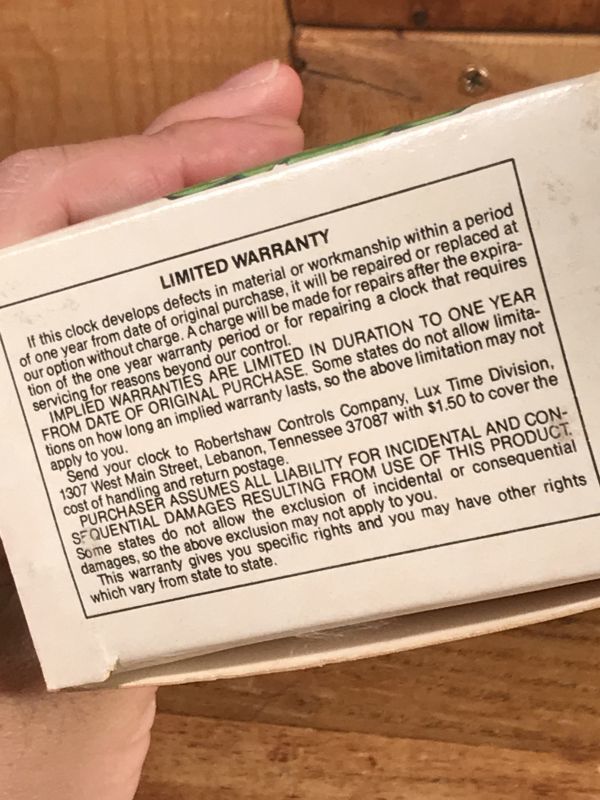 LIMITED WARRANTY
If this clock develops defects in material or workmanship within a period
of one year from date of original purchase, it will be repaired or replaced at
our option without charge. A charge will be made for repairs after the expira-
tion of the one year warranty period or for repairing a clock that requires
servicing for reasons beyond our control.
IMPLIED WARRANTIES ARE LIMITED IN DURATION TO ONE YEAR
FROM DATE OF ORIGINAL PURCHASE. Some states do not allow limita-
tions on how long an implied warranty lasts, so the above limitation may not
apply to you.
Send your clock to Robertshaw Controls Company, Lux Time Division,
1307 West Main Street, Lebanon, Tennessee 37087 with $1.50 to cover the
cost of handling and return postage.
PURCHASER ASSUMES ALL LIABILITY FOR INCIDENTAL AND CON-
SEQUENTIAL DAMAGES RESULTING FROM USE OF THIS PRODUCT.
Some states do not allow the exclusion of incidental or consequential
damages, so the above exclusion may not apply to you.
This warranty gives you specific rights and you may have other rights
which vary from state to state.